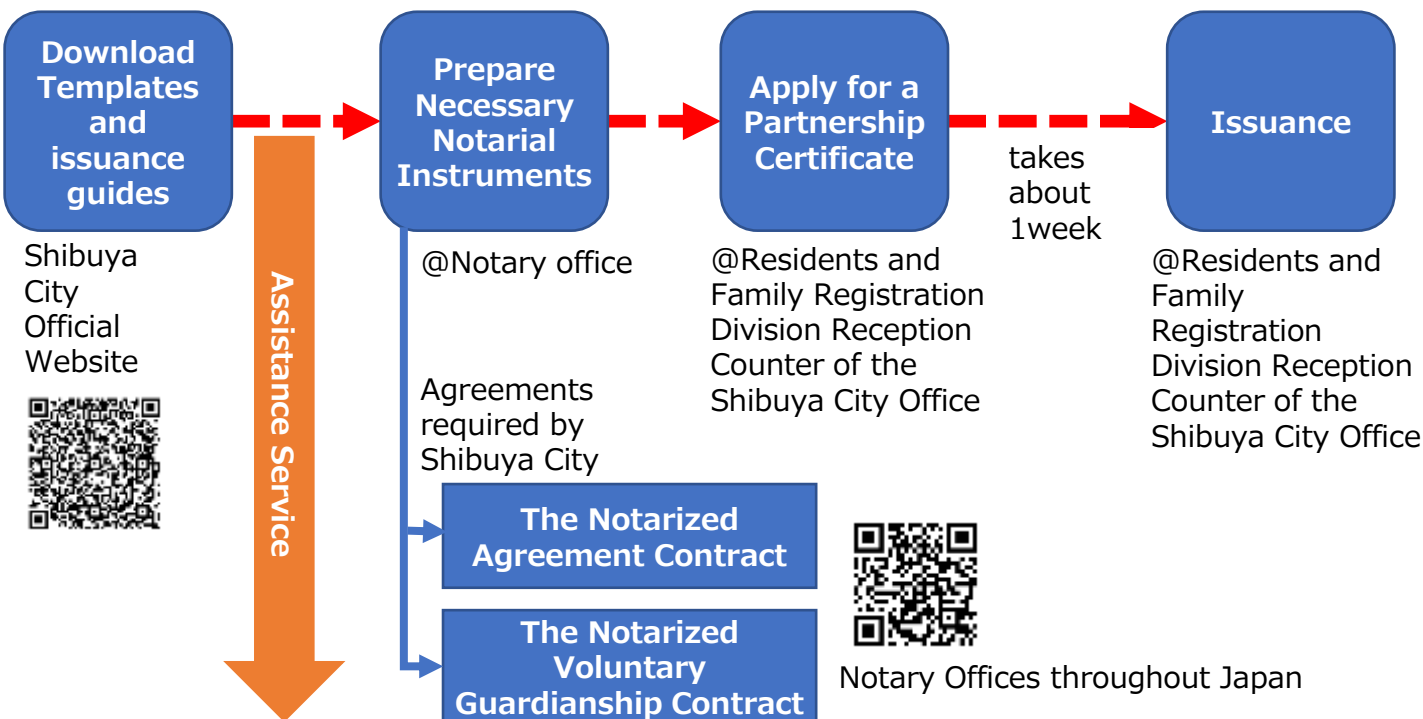 Download
Templates
and
issuance
guides
Prepare
Necessary
Notarial
Instruments
Apply for a
Partnership
Certificate
takes
about
1week
Issuance
Shibuya
City
Official
Website
Assistance Service
@Notary office
Agreements
required by
Shibuya City
@Residents and
Family Registration
Division Reception
Counter of the
Shibuya City Office
@Residents and
Family
Registration
Division Reception
Counter of the
Shibuya City Office
The Notarized
Agreement Contract
The Notarized
Voluntary
Guardianship Contract
Notary Offices throughout Japan